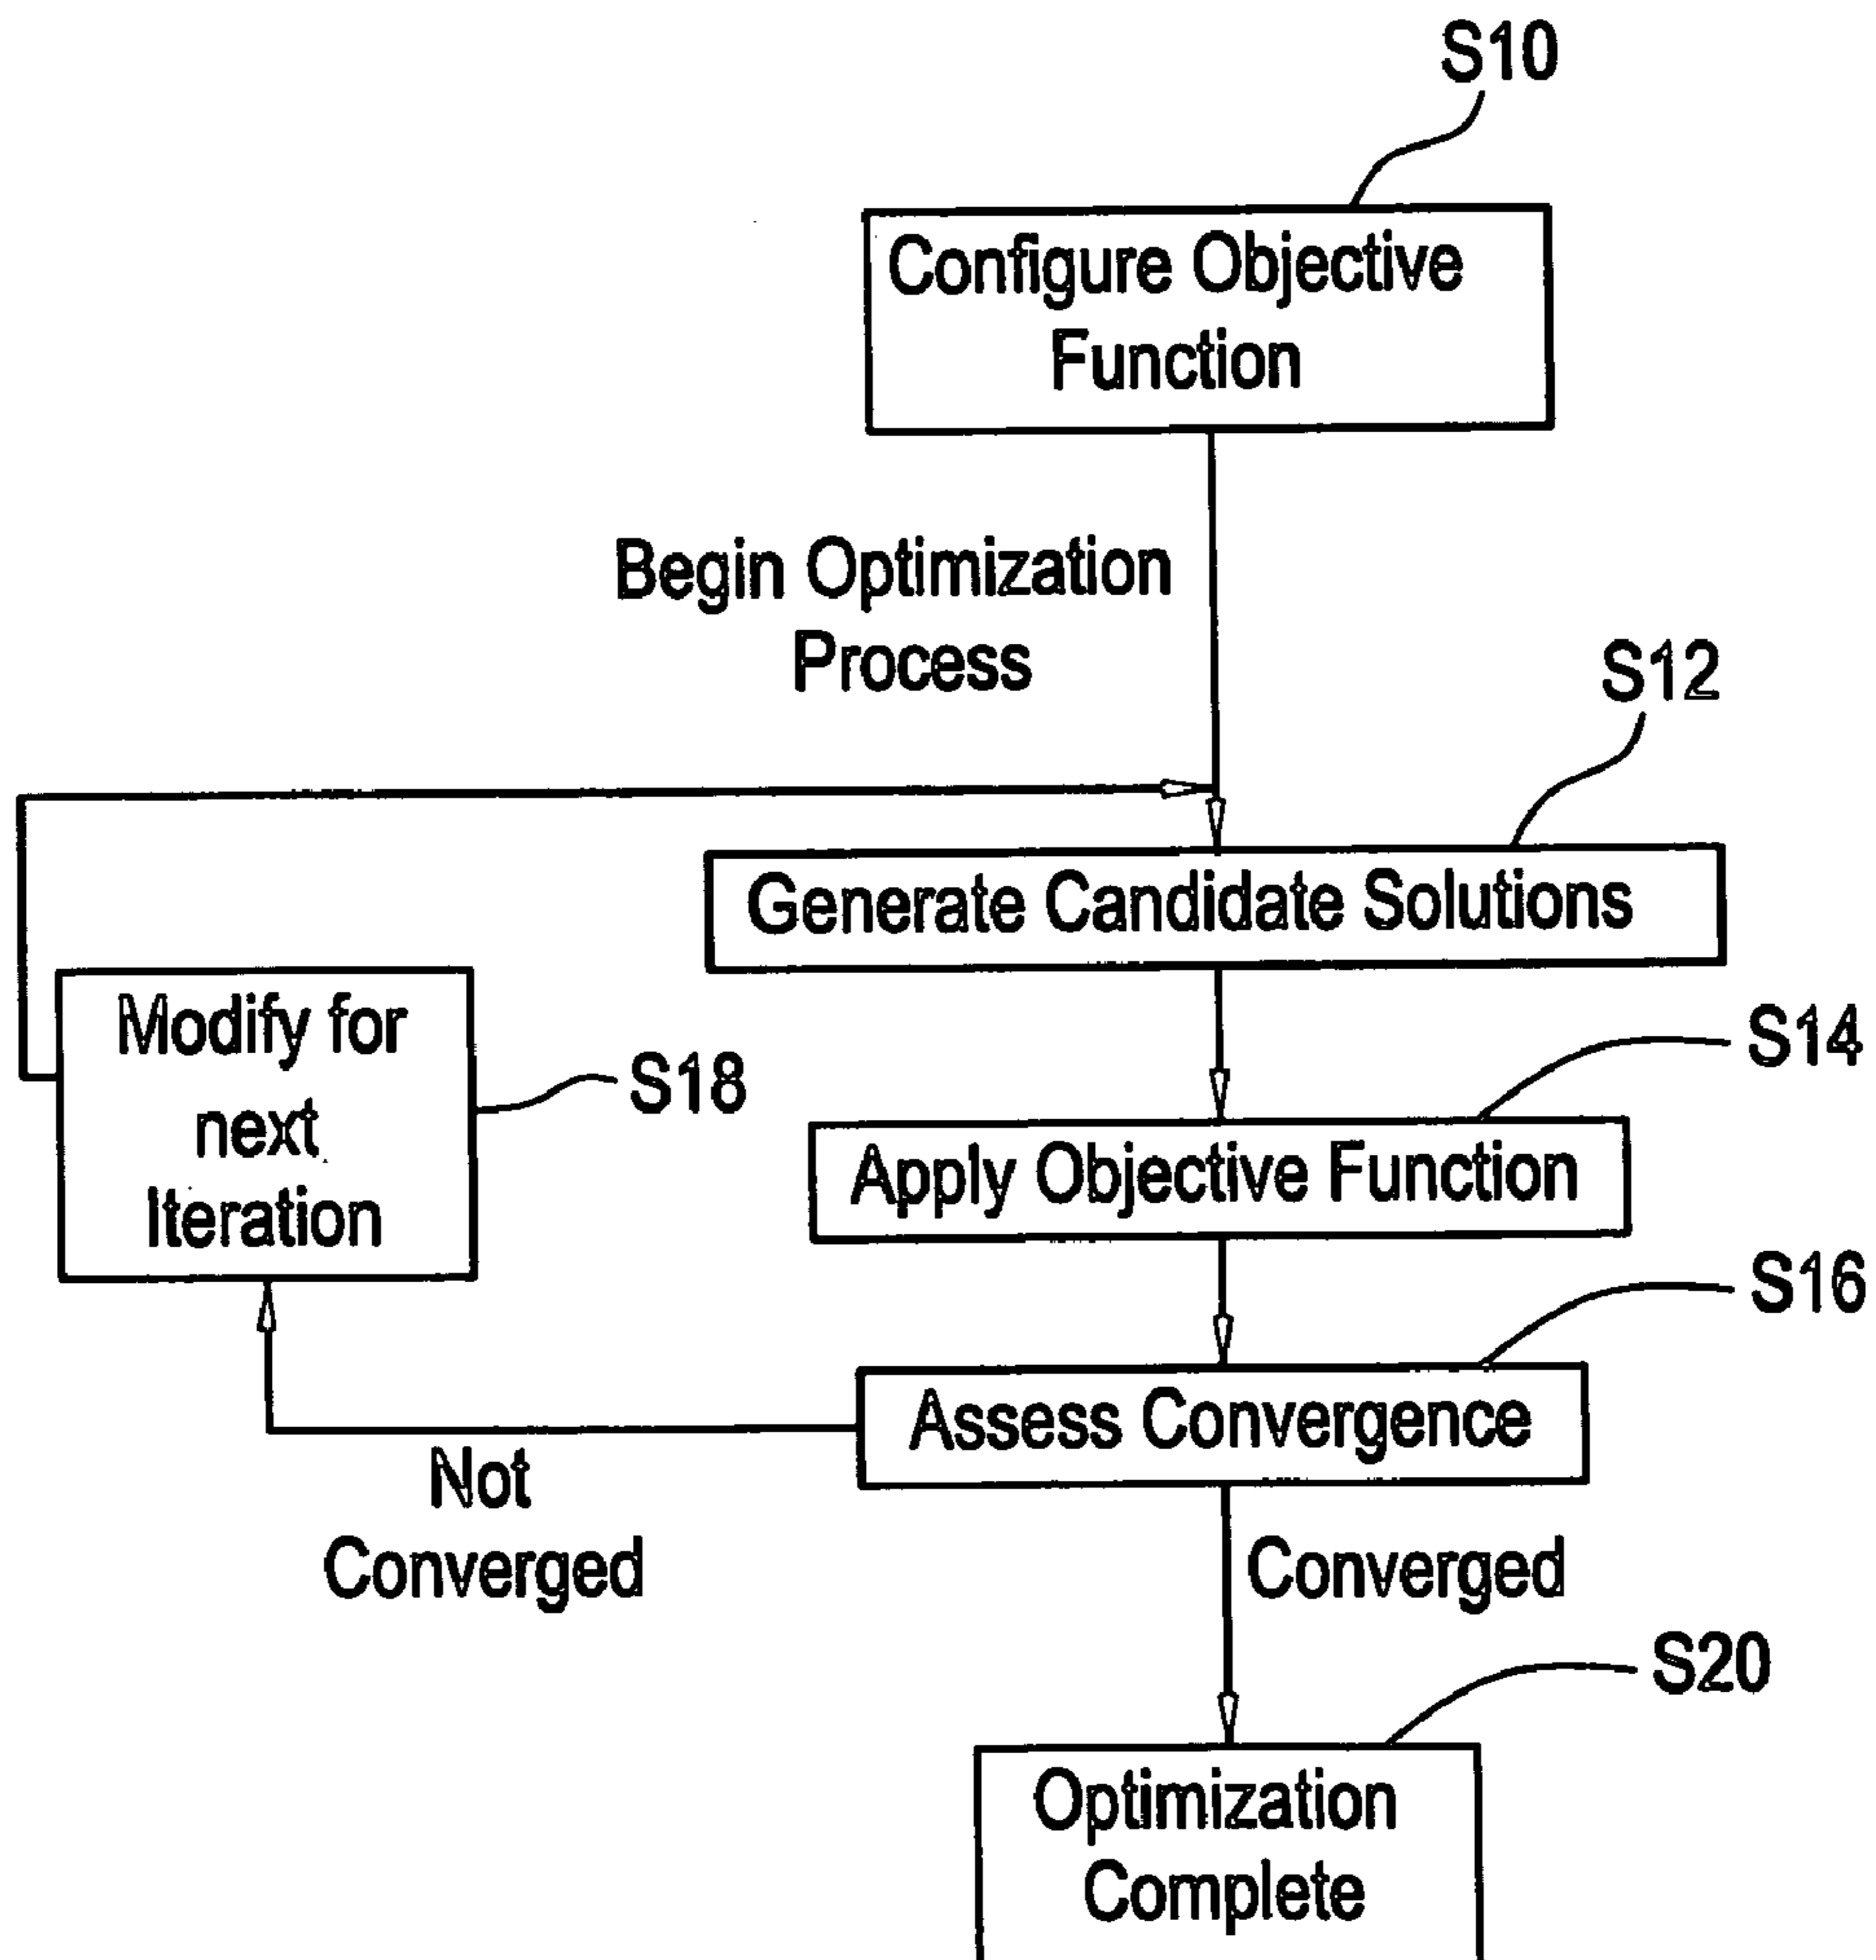 S10
Configure Objective
Function
Begin Optimization
Process
S12
Generate Candidate Solutions
S14
Modify for
next
Iteration
S18
Apply Objective Function
S16
Assess Convergence
Not
Converged
Converged
S20
Optimization
Complete